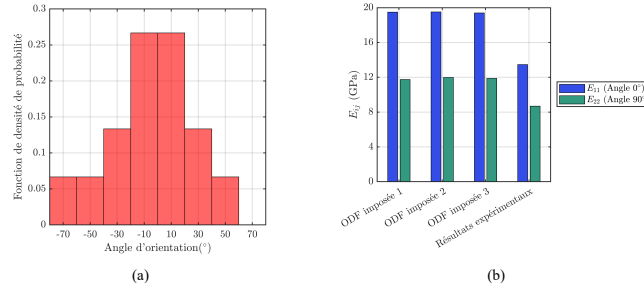 Fonction de densité de probabilité
0.3
0.25
0.2
0.15
0.1
0.05
0
-70 -50 -30 -10 10 30 50 70
Angle d'orientation(°)
(a)
E_ij (GPa)
20
16
12
8
4
0
ODF imposée 1
ODF imposée 2
ODF imposée 3
Résultats expérimentaux
E_11 (Angle 0°)
E_22 (Angle 90°
(b)